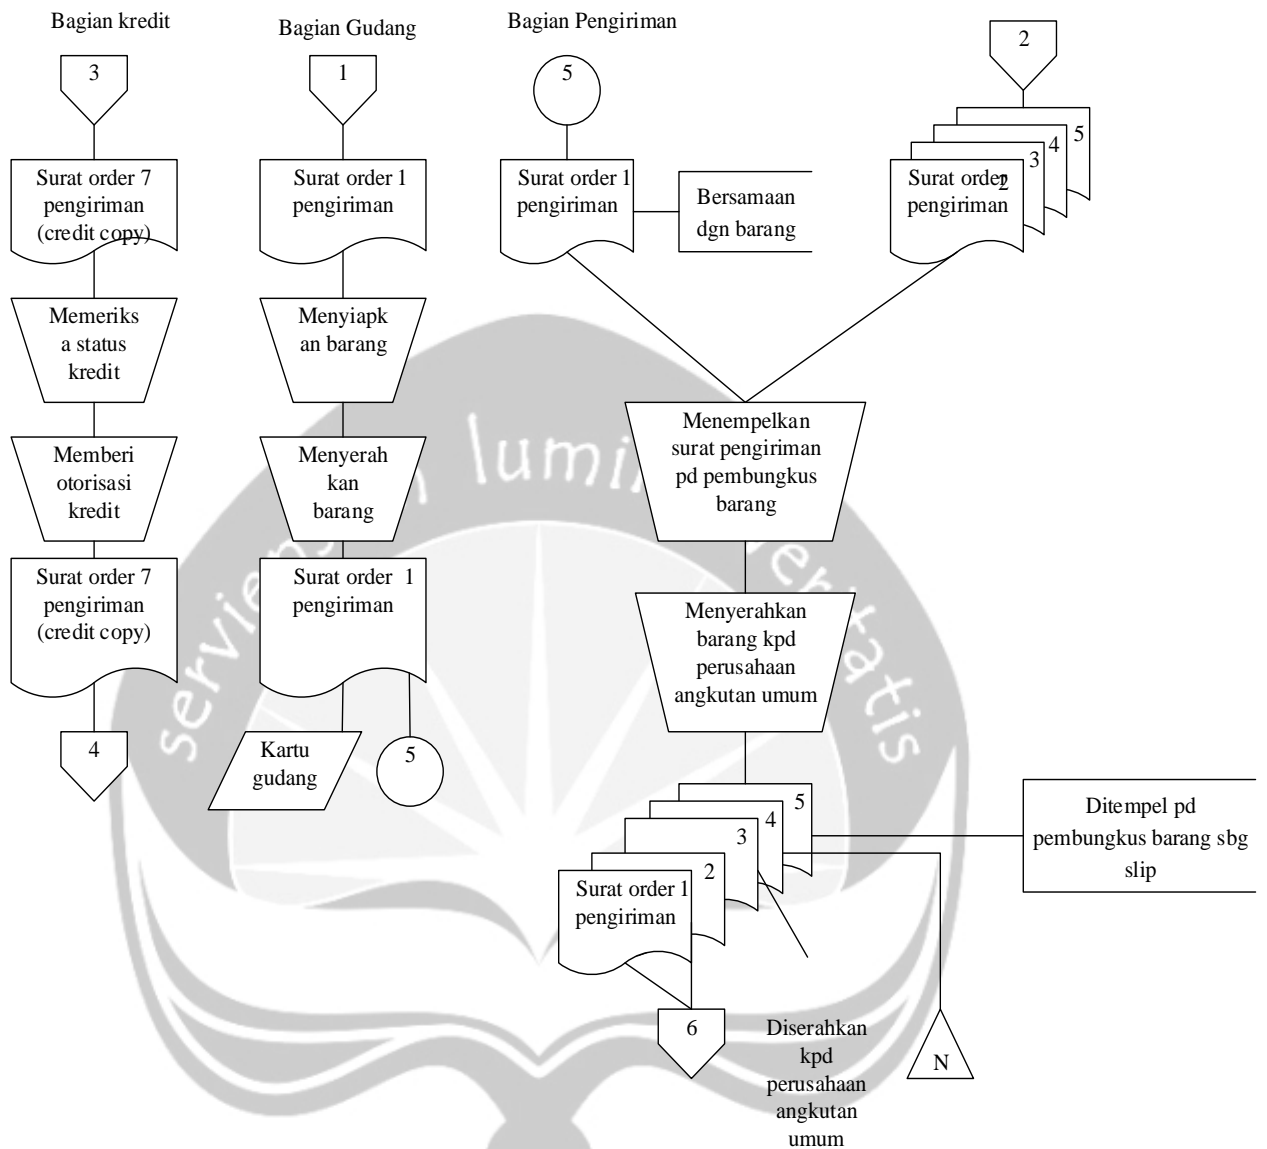 Bagian kredit
3
Surat order 7
pengiriman
(credit copy)
Memeriks
a status
kredit
Memberi
otorisasi
kredit
Surat order 7
pengiriman
(credit copy)
4
Bagian Gudang
1
Surat order 1
pengiriman
Menyiapk
an barang
Menyerah
kan
barang
Surat order 1
pengiriman
Kartu
gudang
5
Bagian Pengiriman
5
Surat order 1
pengiriman
Bersamaan
dgn barang
2
5
4
3
Surat order 2
pengiriman
Menempelkan
surat pengiriman
pd pembungkus
barang
Menyerahkan
barang kpd
perusahaan
angkutan umum
5
4
3
2
Surat order 1
pengiriman
Ditempel pd
pembungkus barang sbg
slip
6
Diserahkan
kpd
perusahaan
angkutan
umum
N
serviens in lumine veritatis